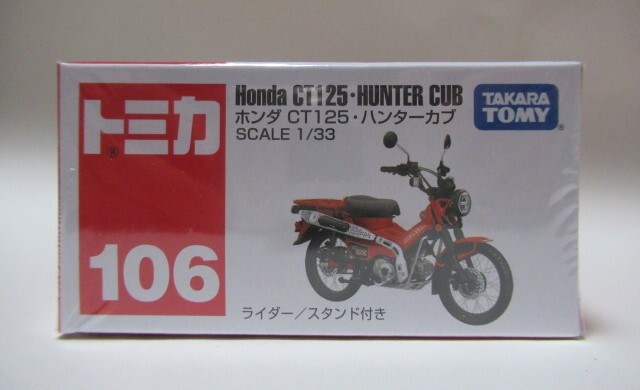 トミカ
®
106
Honda CT125・HUNTER CUB
ホンダ CT125・ハンターカブ
SCALE 1/33
TAKARA
TOMY
®
ライダー／スタンド付き